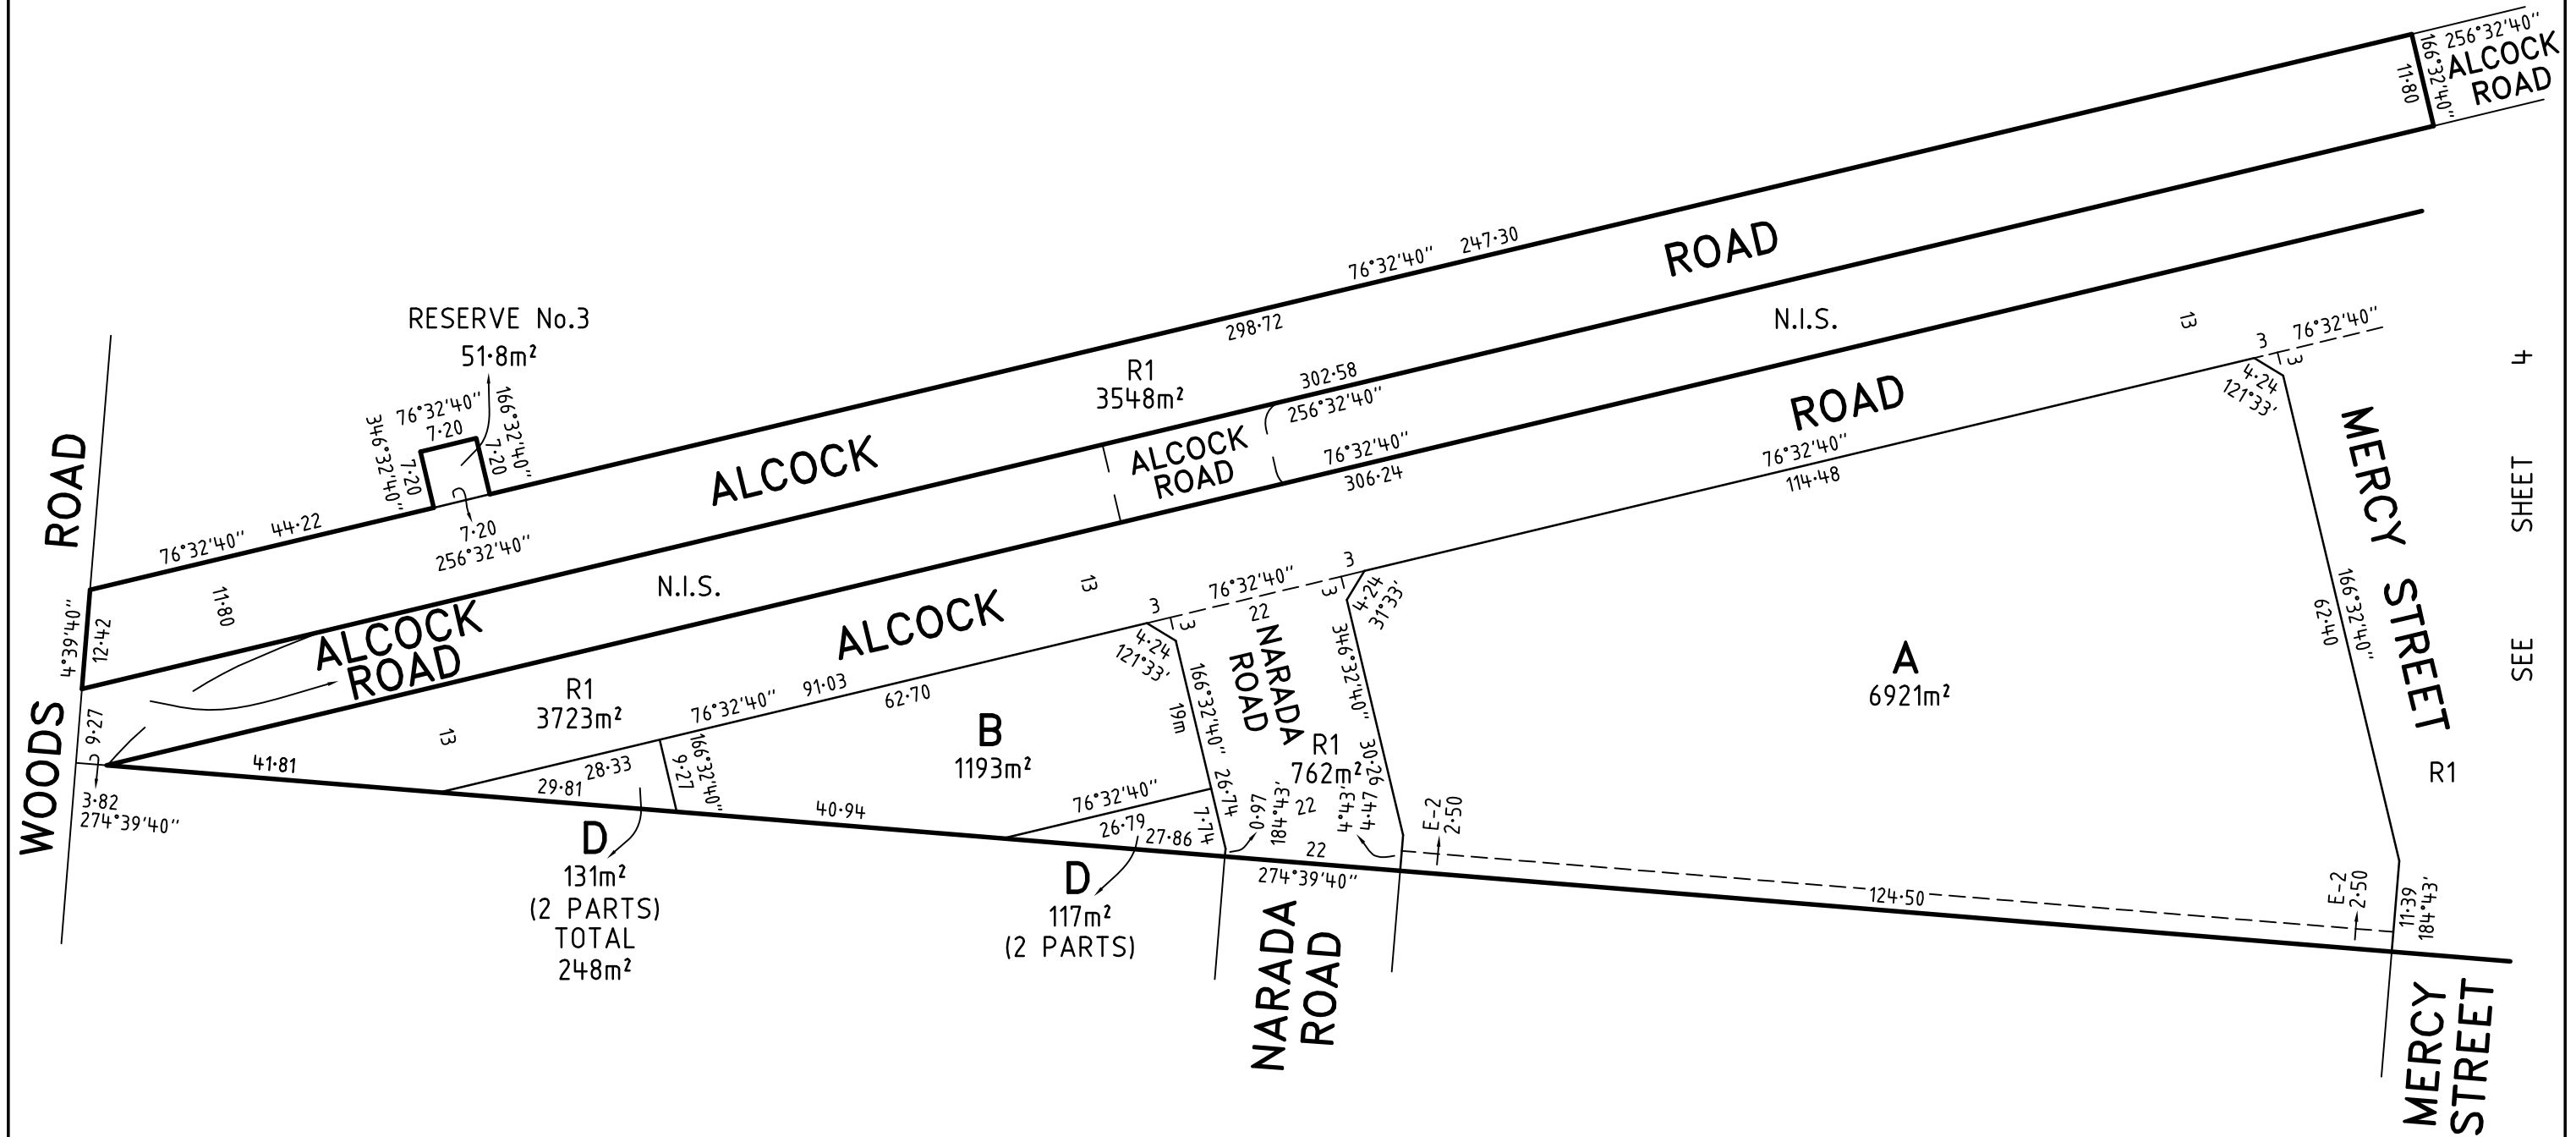 256°32'40''
ALCOCK
ROAD
166°32'40''
11·80
76°32'40'' 247·30
ROAD
298·72
RESERVE No.3
51·8m²
R1
3548m²
N.I.S.
13
3
76°32'40''
3
4·24
121°33'
4
SHEET
SEE
302·58
256°32'40''
76°32'40''
7·20
346°32'40''
7·20
166°32'40''
7·20
7·20
256°32'40''
76°32'40'' 44·22
ALCOCK
ALCOCK
ROAD
76°32'40''
306·24
ROAD
76°32'40''
114·48
MERCY STREET
WOODS ROAD
11·80
4°39'40''
12·42
N.I.S.
ALCOCK
ROAD
ALCOCK
13
3
3
4·24
121°33'
76°32'40''
22
3
3
4·24
31°33'
NARADA
ROAD
166°32'40'' 26·74
19m
346°32'40'' 30·26
A
6921m²
166°32'40''
62·40
R1
R1
3723m²
76°32'40'' 91·03
62·70
B
1193m²
R1
762m²
9·27
13
41·81
3·82
274°39'40''
29·81
28·33
166°32'40''
9·27
40·94
76°32'40''
26·79
27·86
7·74
0·97
184°43'
22
4°43'
4·47
22
274°39'40''
E-2
2·50
124·50
E-2
2·50
11·39
184°43'
D
131m²
(2 PARTS)
TOTAL
248m²
D
117m²
(2 PARTS)
NARADA
ROAD
MERCY
STREET